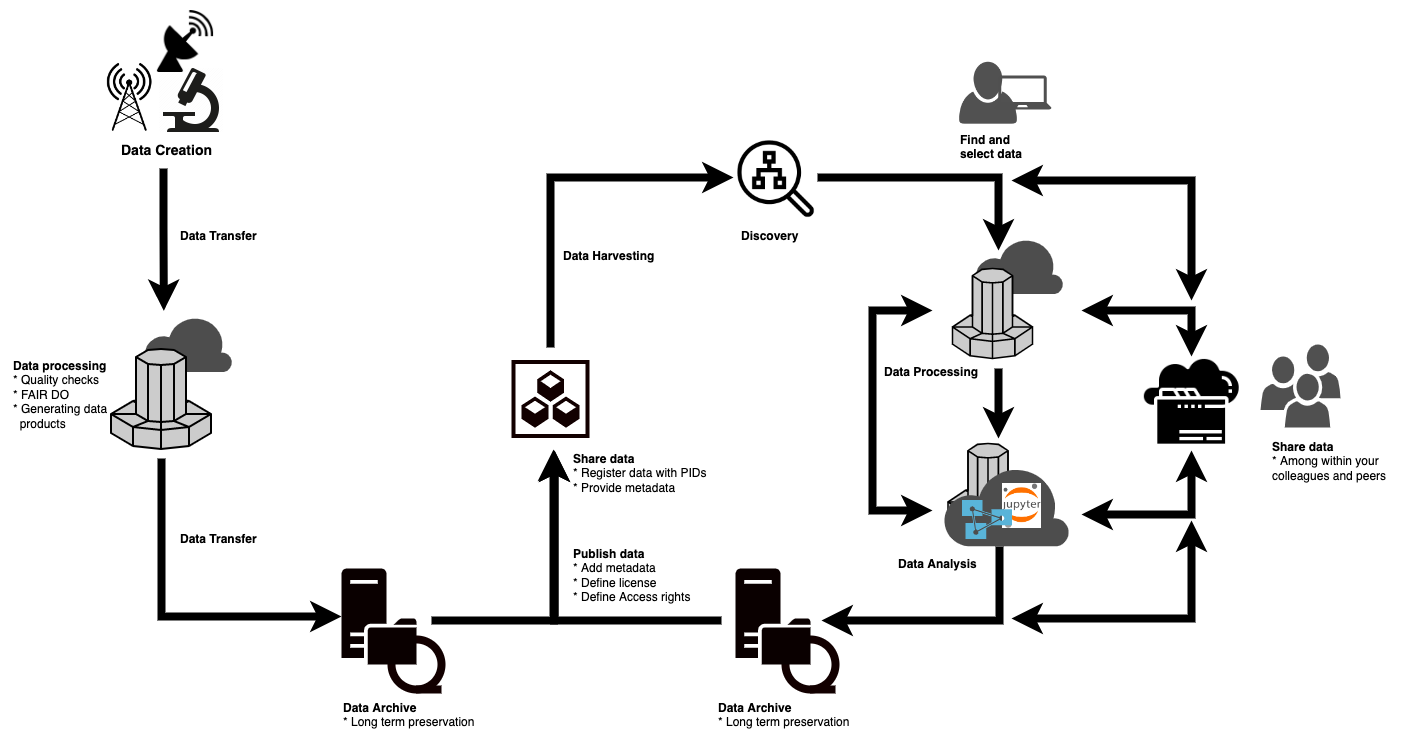 Data Creation
Data Transfer
Data processing
* Quality checks
* FAIR DO
* Generating data
products
Data Transfer
Data Archive
* Long term preservation
Publish data
* Add metadata
* Define license
* Define Access rights
Share data
* Register data with PIDs
* Provide metadata
Data Harvesting
Discovery
Find and
select data
Data Processing
jupyter
Data Analysis
Share data
* Among within your
colleagues and peers
Data Archive
* Long term preservation